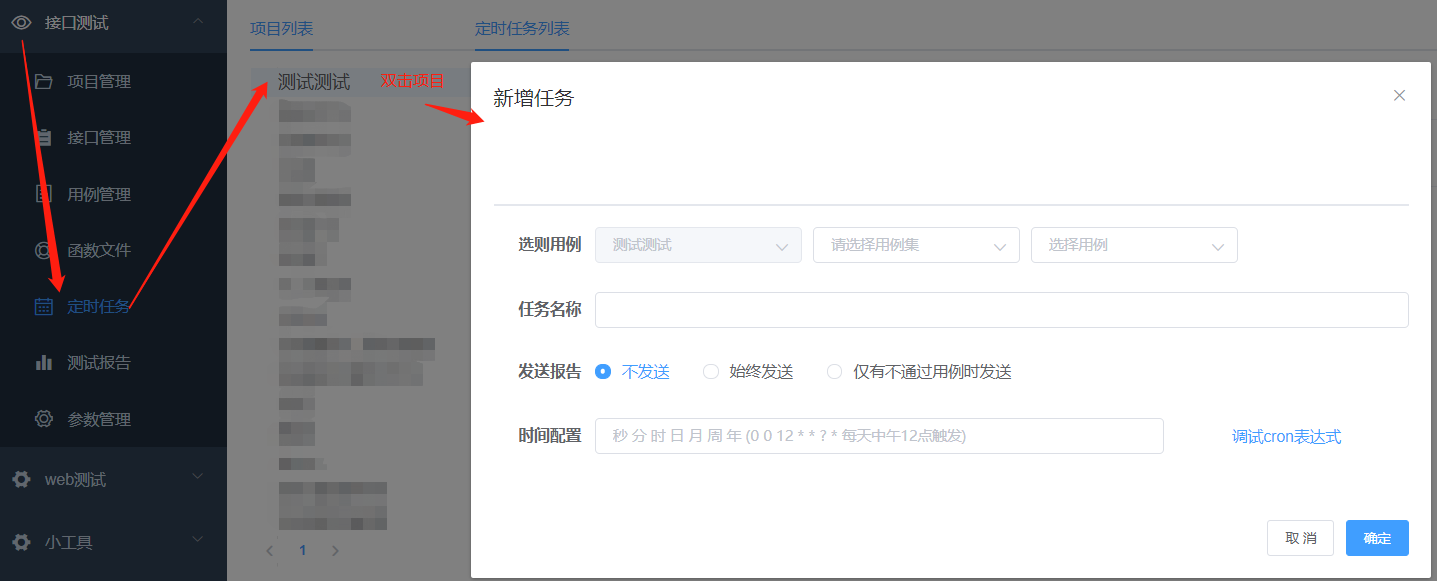 接口测试
项目管理
接口管理
用例管理
函数文件
定时任务
测试报告
参数管理
web测试
小工具
项目列表
定时任务列表
测试测试
双击项目
1
新增任务
选则用例 测试测试 请选择用例集 选择用例
任务名称
发送报告 不发送 始终发送 仅有不通过用例时发送
时间配置 秒 分 时 日 月 周 年 (0 0 12 * * ? * 每天中午12点触发) 调试cron表达式
取 消 确定